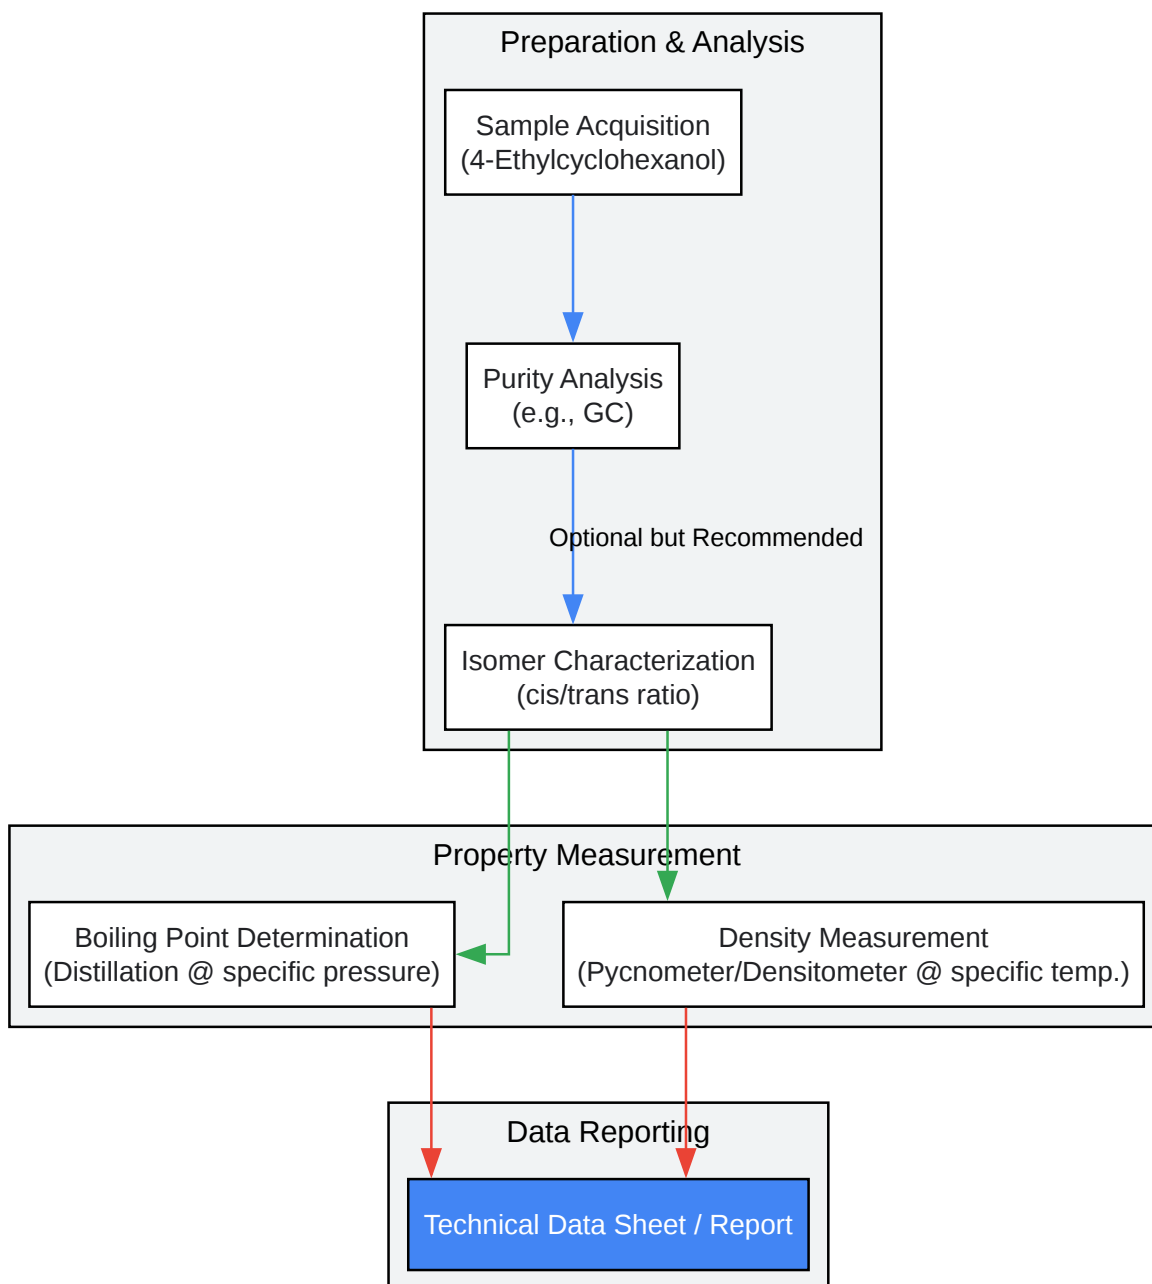 Preparation & Analysis
Sample Acquisition
(4-Ethylcyclohexanol)
Purity Analysis
(e.g., GC)
Optional but Recommended
Isomer Characterization
(cis/trans ratio)
Property Measurement
Boiling Point Determination
(Distillation @ specific pressure)
Density Measurement
(Pycnometer/Densitometer @ specific temp.)
Data Reporting
Technical Data Sheet / Report